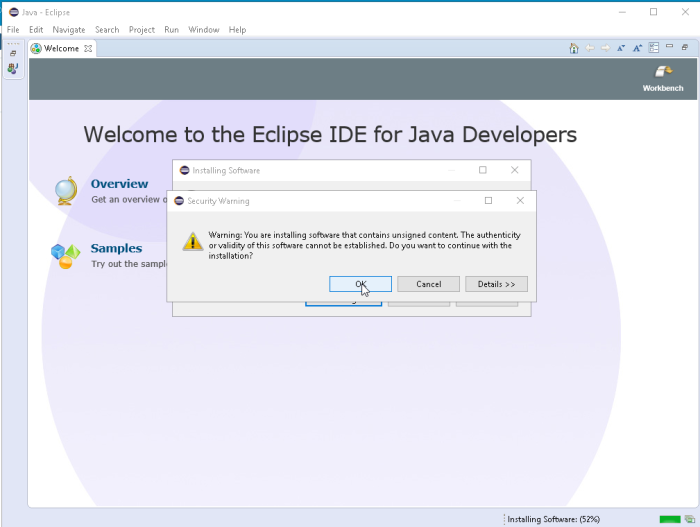 Java - Eclipse
File Edit Navigate Search Project Run Window Help
Welcome
Workbench
Welcome to the Eclipse IDE for Java Developers
Overview
Get an overview o
Samples
Try out the sampl
Installing Software
Security Warning
Warning: You are installing software that contains unsigned content. The authenticity
or validity of this software cannot be established. Do you want to continue with the
installation?
OK Cancel Details >>
Installing Software: (52%)